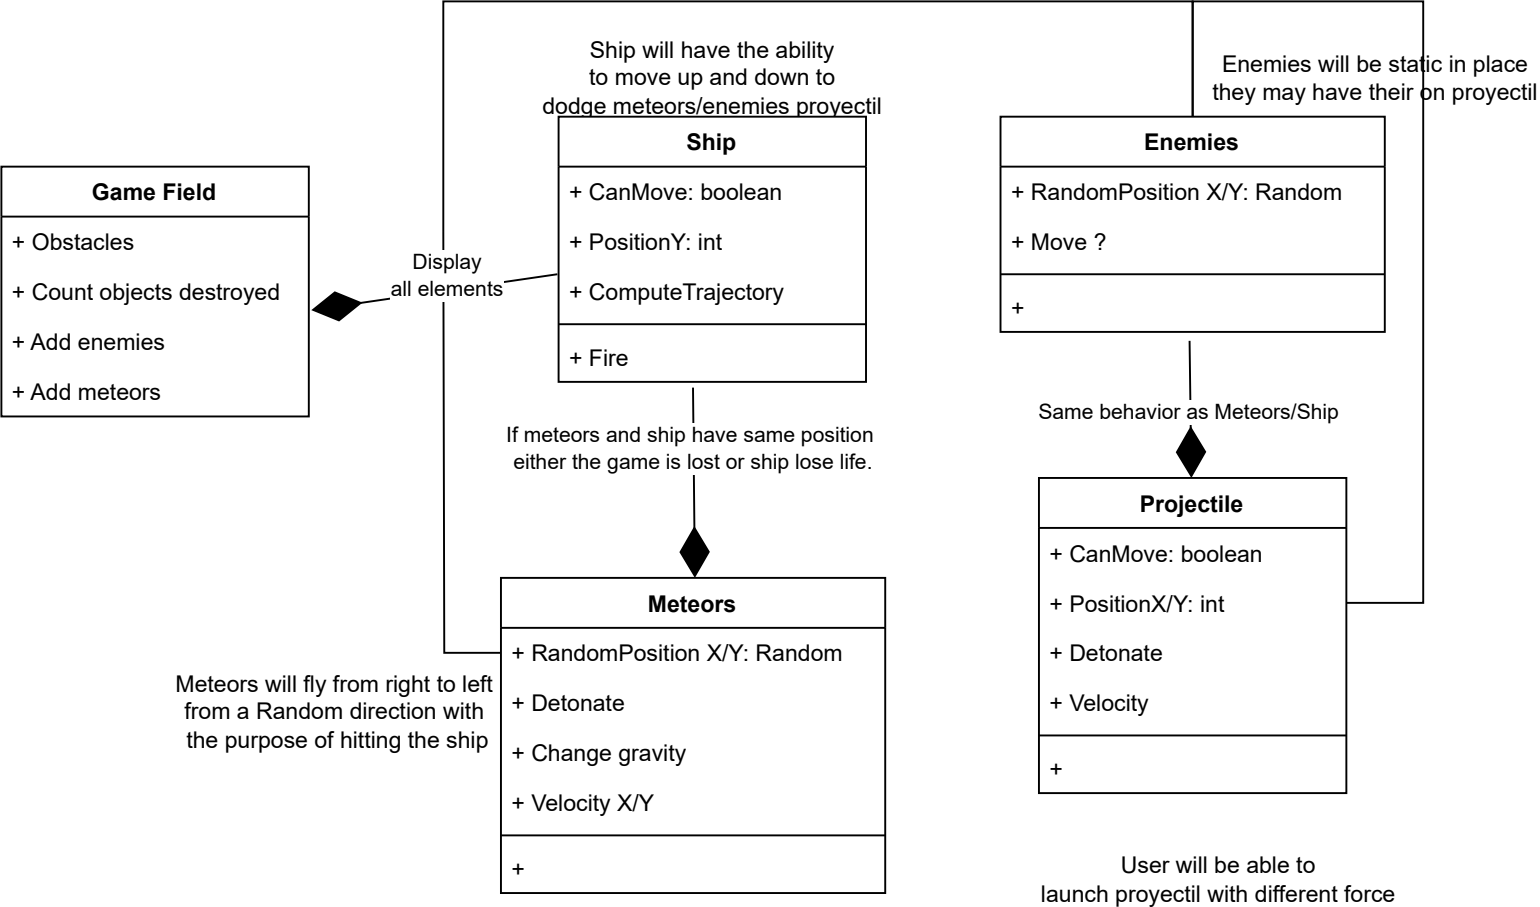 Ship will have the ability
to move up and down to
dodge meteors/enemies proyectil
Enemies will be static in place
they may have their on proyectil
Game Field
+ Obstacles
+ Count objects destroyed
+ Add enemies
+ Add meteors
Display
all elements
Ship
+ CanMove: boolean
+ PositionY: int
+ ComputeTrajectory
+ Fire
Enemies
+ RandomPosition X/Y: Random
+ Move ?
+
If meteors and ship have same position
either the game is lost or ship lose life.
Same behavior as Meteors/Ship
Meteors
+ RandomPosition X/Y: Random
+ Detonate
+ Change gravity
+ Velocity X/Y
+
Meteors will fly from right to left
from a Random direction with
the purpose of hitting the ship
Projectile
+ CanMove: boolean
+ PositionX/Y: int
+ Detonate
+ Velocity
+
User will be able to
launch proyectil with different force